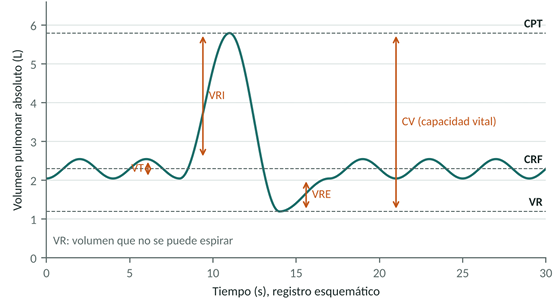 Volumen pulmonar absoluto (L)
6
5
4
3
2
1
0
CPT
VRI
CV (capacidad vital)
CRF
VT
VRE
VR
VR: volumen que no se puede espirar
0
5
10
15
20
25
30
Tiempo (s), registro esquemático